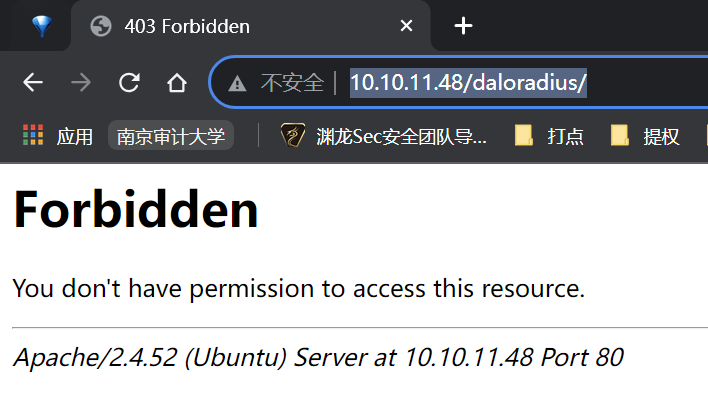 403 Forbidden
不安全 | 10.10.11.48/daloradius/
应用 南京审计大学 渊龙Sec安全团队导... 打点 提权
Forbidden
You don't have permission to access this resource.
Apache/2.4.52 (Ubuntu) Server at 10.10.11.48 Port 80